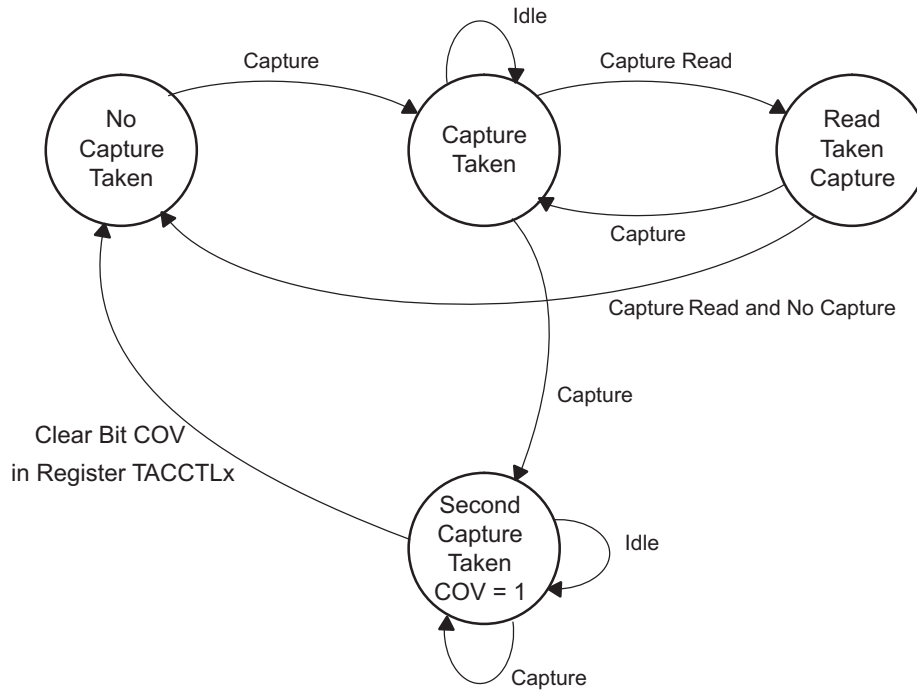 Idle
Capture
Capture Read
No
Capture
Taken
Capture
Taken
Read
Taken
Capture
Capture
Capture Read and No Capture
Capture
Clear Bit COV
in Register TACCTLx
Second
Capture
Taken
COV = 1
Idle
Capture